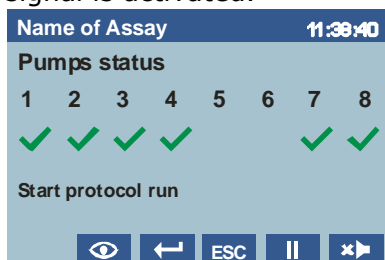 signal is activated.
Name of Assay 11:38:40
Pumps status
1 2 3 4 5 6 7 8
Start protocol run
ESC